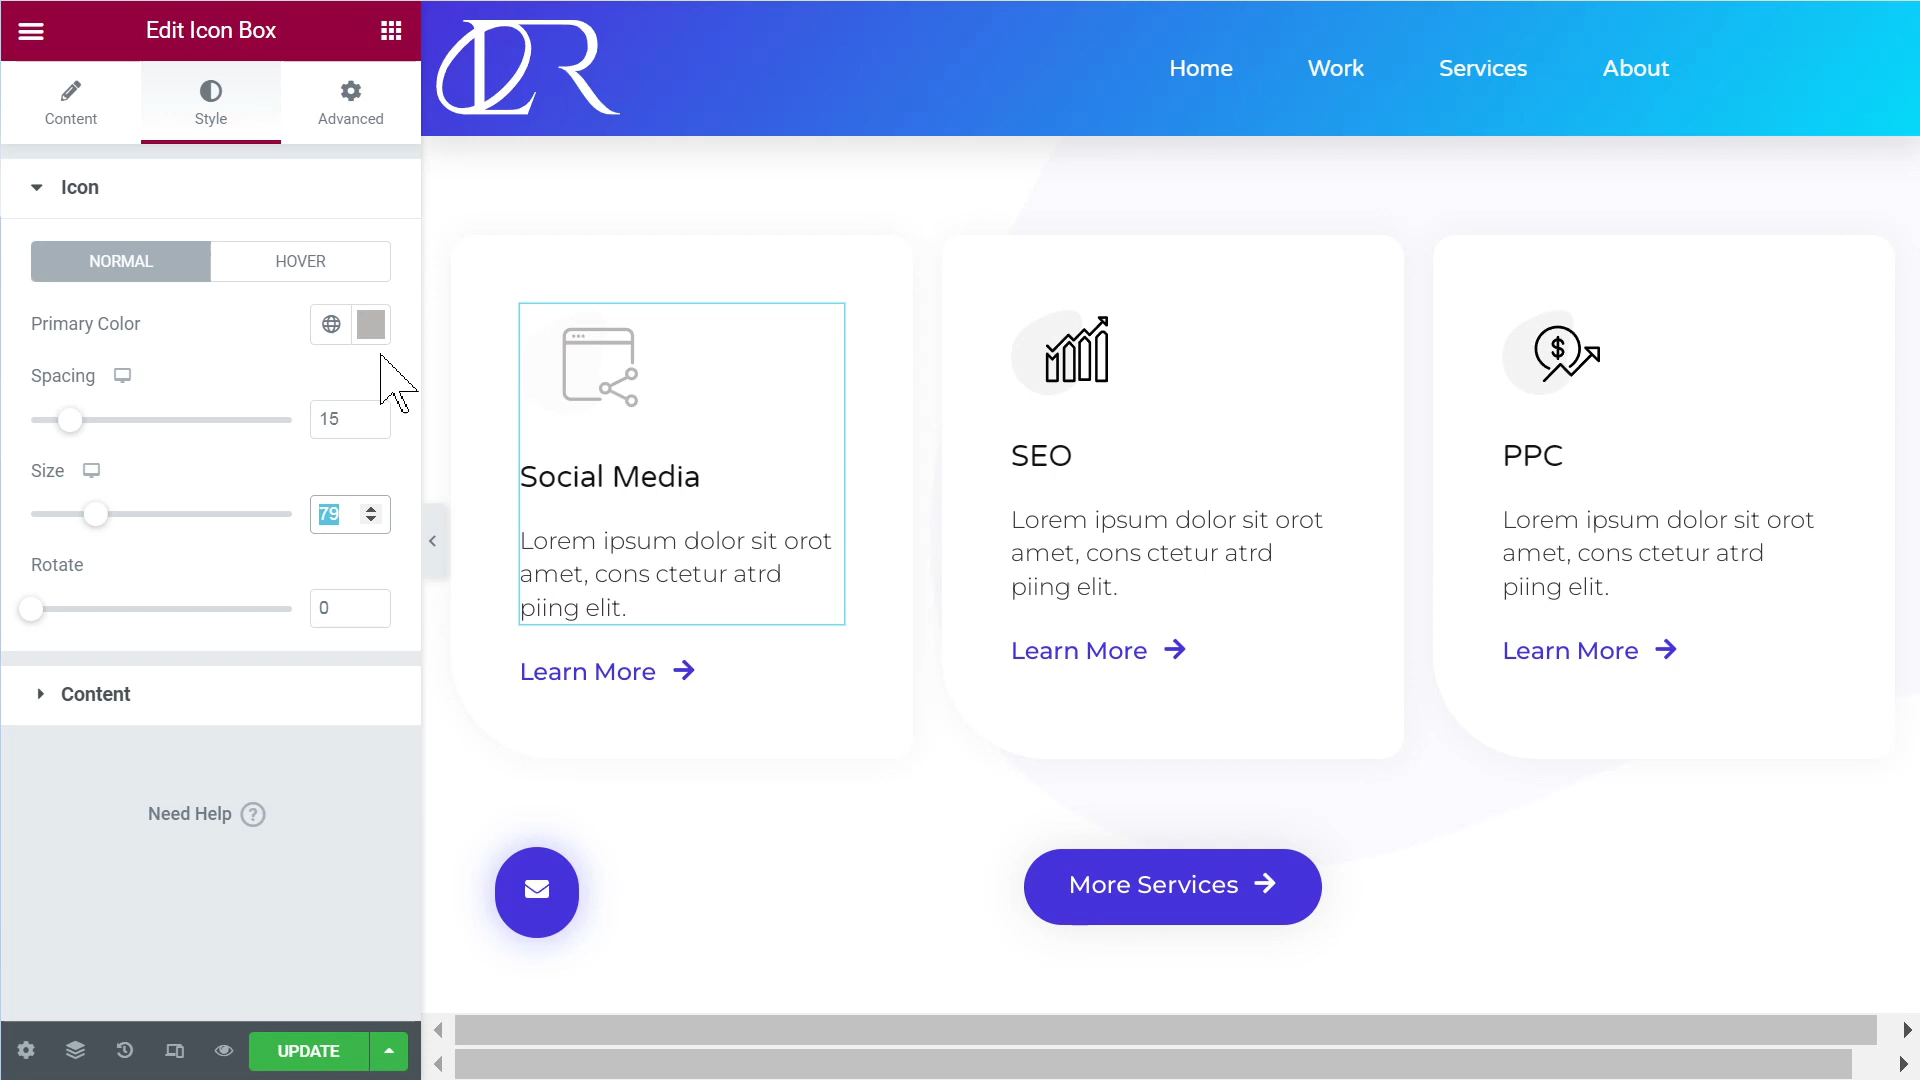 Edit Icon Box
Content
Style
Advanced
Icon
NORMAL
HOVER
Primary Color
Spacing
15
Size
79
Rotate
0
Content
Need Help ?
UPDATE
LR
Home
Work
Services
About
Social Media
Lorem ipsum dolor sit orot
amet, cons ctetur atrd
piing elit.
Learn More
SEO
Lorem ipsum dolor sit orot
amet, cons ctetur atrd
piing elit.
Learn More
$
PPC
Lorem ipsum dolor sit orot
amet, cons ctetur atrd
piing elit.
Learn More
More Services